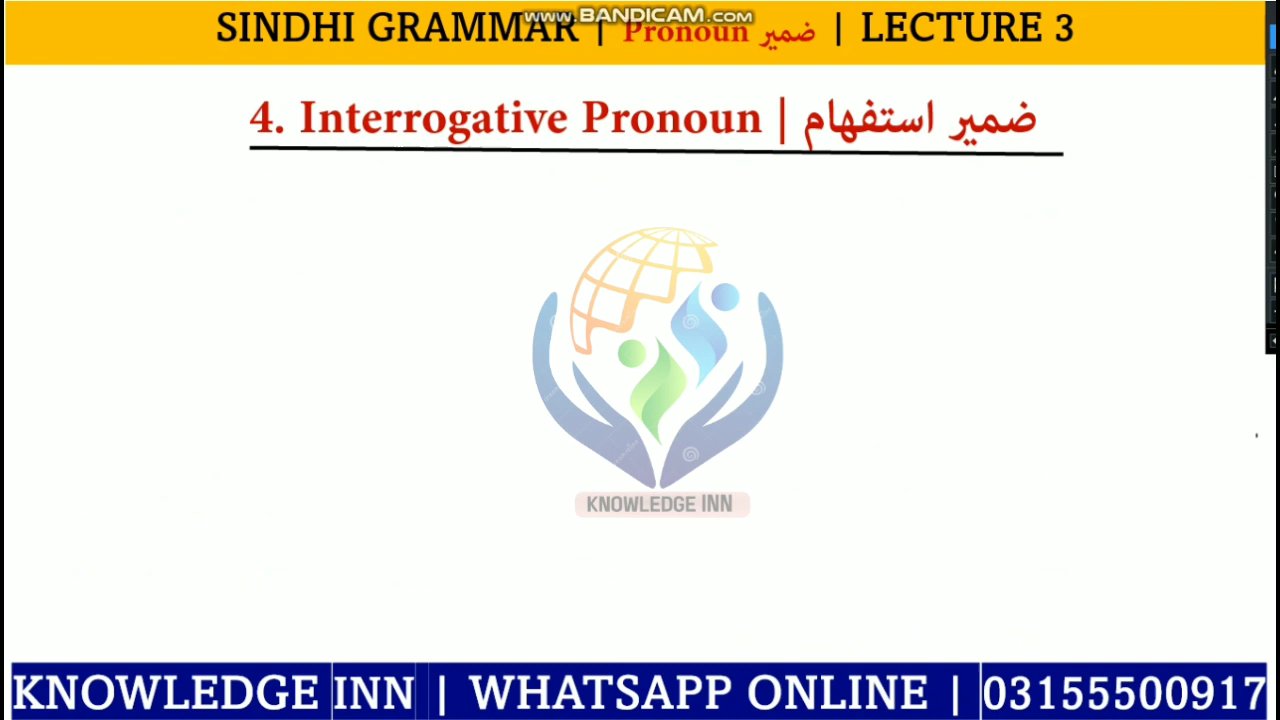 www.BANDICAM.com
SINDHI GRAMMAR | Pronoun ضمير | LECTURE 3
4. Interrogative Pronoun | ضمير استفهام
KNOWLEDGE INN
KNOWLEDGE INN | WHATSAPP ONLINE | 03155500917